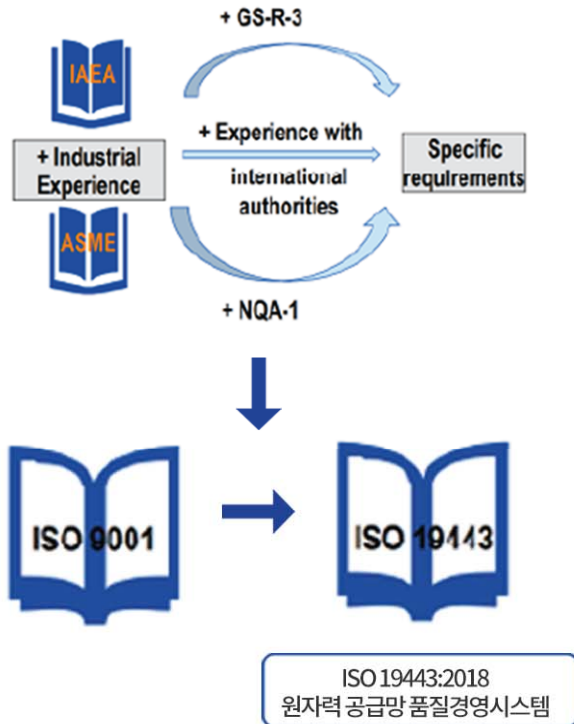 + GS-R-3
IAEA
+ Industrial
Experience
+ Experience with
international
authorities
Specific
requirements
ASME
+ NQA-1
ISO 9001
ISO 19443
ISO 19443:2018
원자력 공급망 품질경영시스템